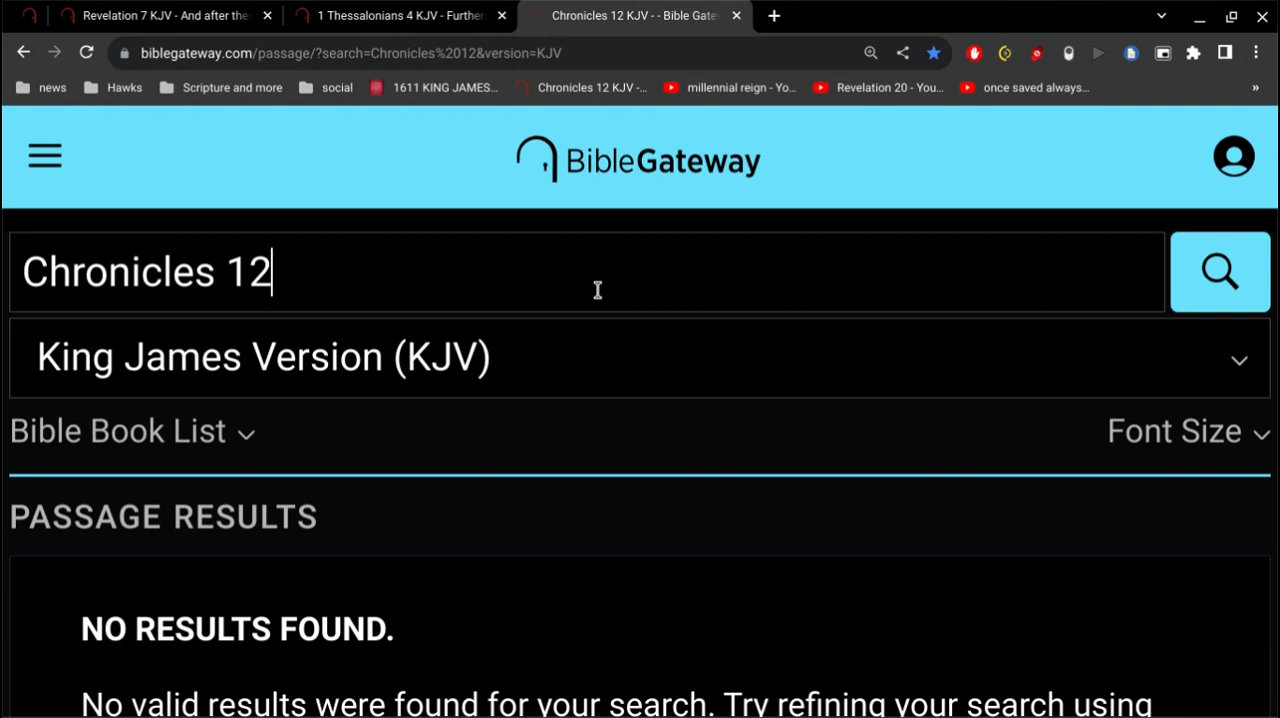 Revelation 7 KJV - And after the
1 Thessalonians 4 KJV - Further
Chronicles 12 KJV - - Bible Gatew
biblegateway.com/passage/?search=Chronicles%2012&version=KJV
news
Hawks
Scripture and more
social
1611 KING JAMES...
Chronicles 12 KJV -...
millennial reign - Yo...
Revelation 20 - You...
once saved always...
»
BibleGateway
Chronicles 12
King James Version (KJV)
Bible Book List
Font Size
PASSAGE RESULTS
NO RESULTS FOUND.
No valid results were found for your search. Try refining your search using